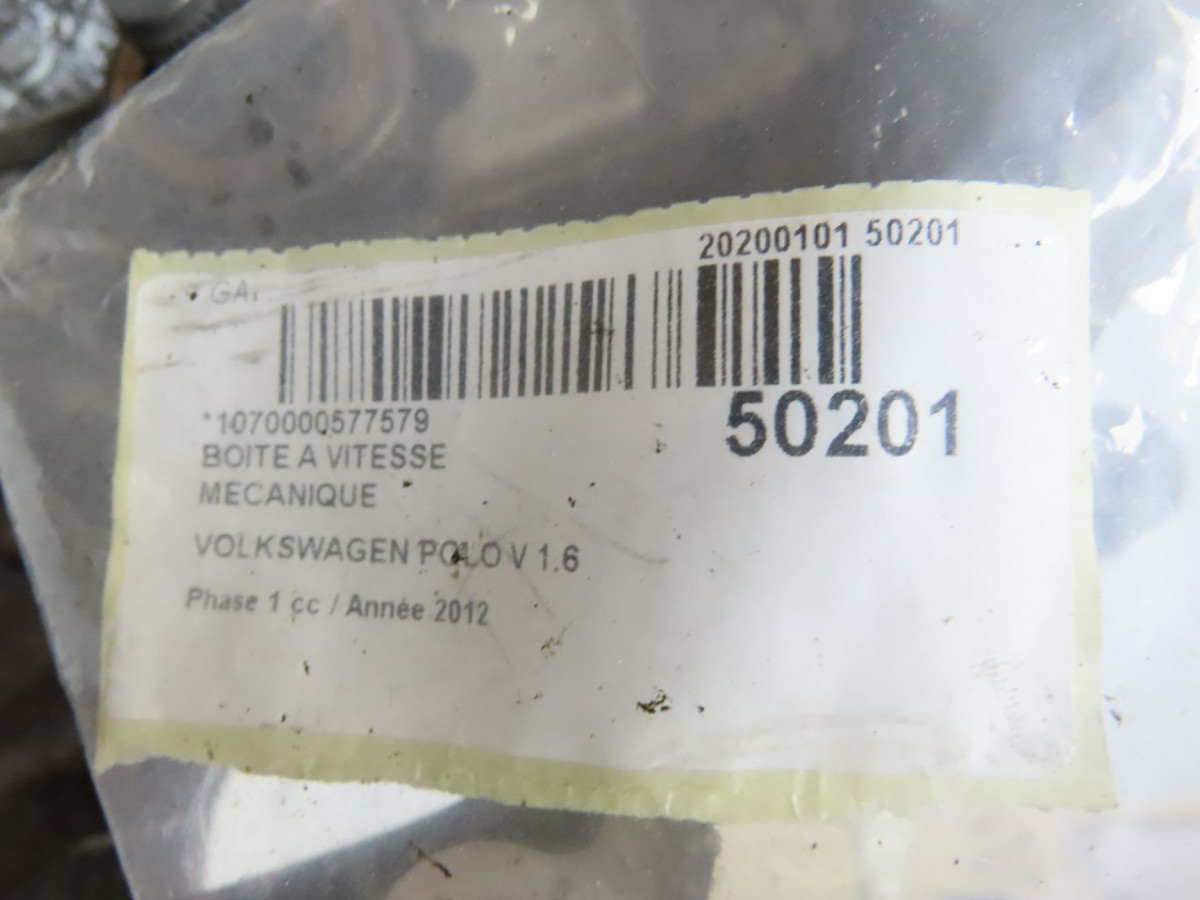 20200101 50201
GA.
50201
*1070000577579
BOITE A VITESSE
MECANIQUE
VOLKSWAGEN POLO V 1.6
Phase 1 cc / Année 2012